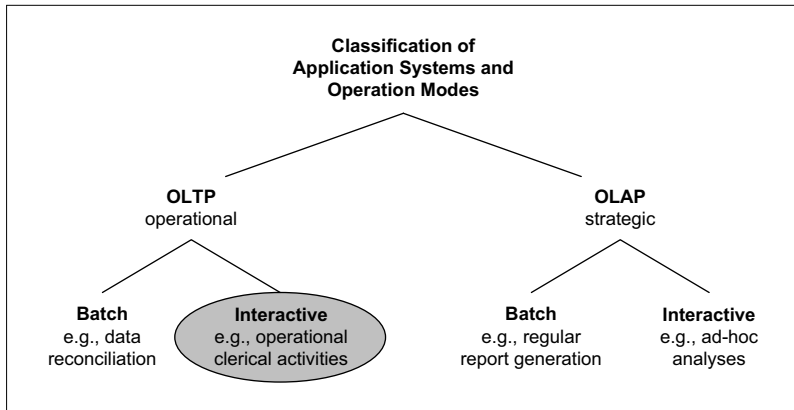 Classification of
Application Systems and
Operation Modes
OLTP
operational
OLAP
strategic
Batch
e.g., data
reconciliation
Interactive
e.g., operational
clerical activities
Batch
e.g., regular
report generation
Interactive
e.g., ad-hoc
analyses